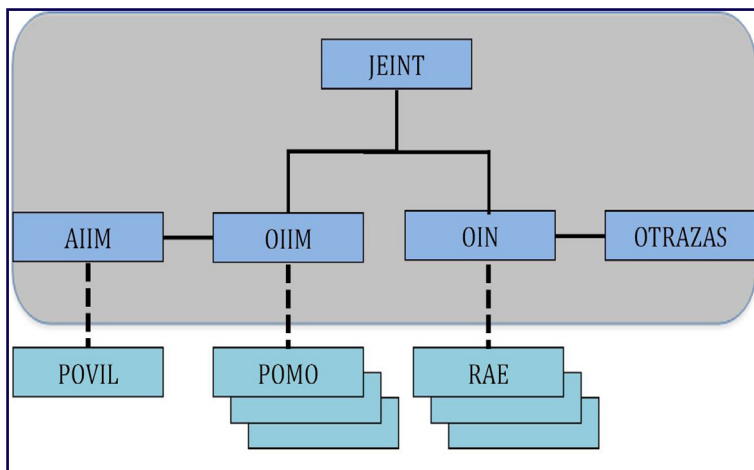 JEINT
AIIM
OIIM
OIN
OTRAZAS
POVIL
POMO
RAE